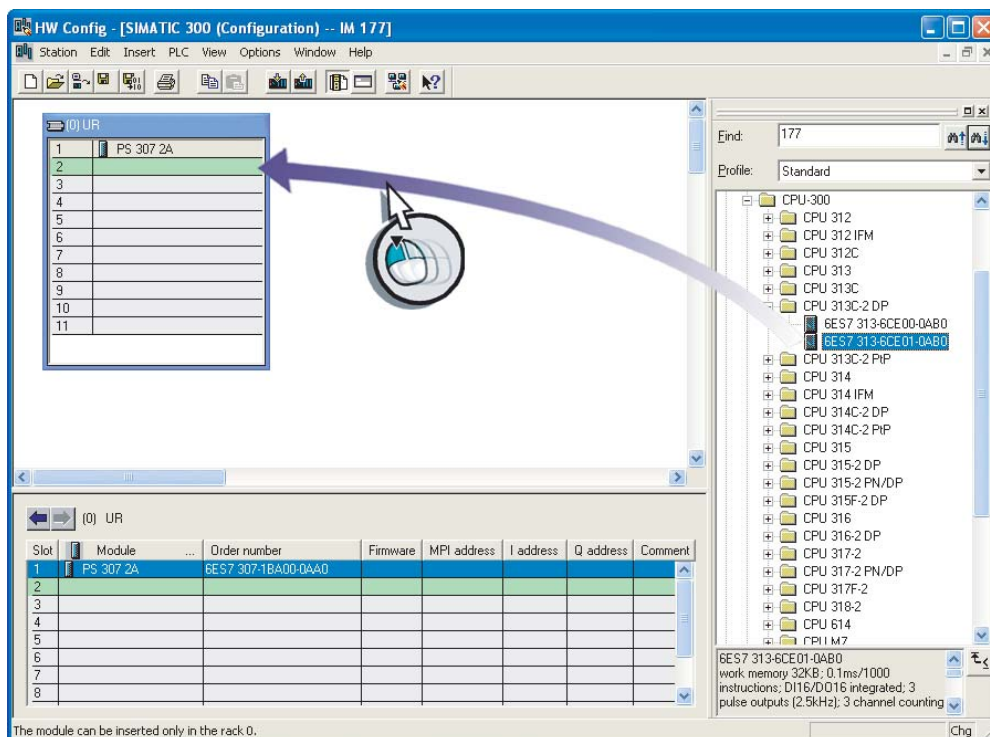 HW Config - [SIMATIC 300 (Configuration) -- IM 177]
Station Edit Insert PLC View Options Window Help
(0) UR
1 PS 307 2A
2
3
4
5
6
7
8
9
10
11
Find: 177
Profile: Standard
CPU-300
CPU 312
CPU 312 IFM
CPU 312C
CPU 313
CPU 313C
CPU 313C-2 DP
6ES7 313-6CE00-0AB0
6ES7 313-6CE01-0AB0
CPU 313C-2 PtP
CPU 314
CPU 314 IFM
CPU 314C-2 DP
CPU 314C-2 PtP
CPU 315
CPU 315-2 DP
CPU 315-2 PN/DP
CPU 315F-2 DP
CPU 316
CPU 316-2 DP
CPU 317-2
CPU 317-2 PN/DP
CPU 317F-2
CPU 318-2
CPU 614
CPU M7
(0) UR
Slot Module ... Order number Firmware MPI address I address Q address Comment
1 PS 307 2A 6ES7 307-1BA00-0AA0
2
3
4
5
6
7
8
6ES7 313-6CE01-0AB0
work memory 32KB; 0.1ms/1000
instructions; DI16/DO16 integrated; 3
pulse outputs (2.5kHz); 3 channel counting
The module can be inserted only in the rack 0.
Chg